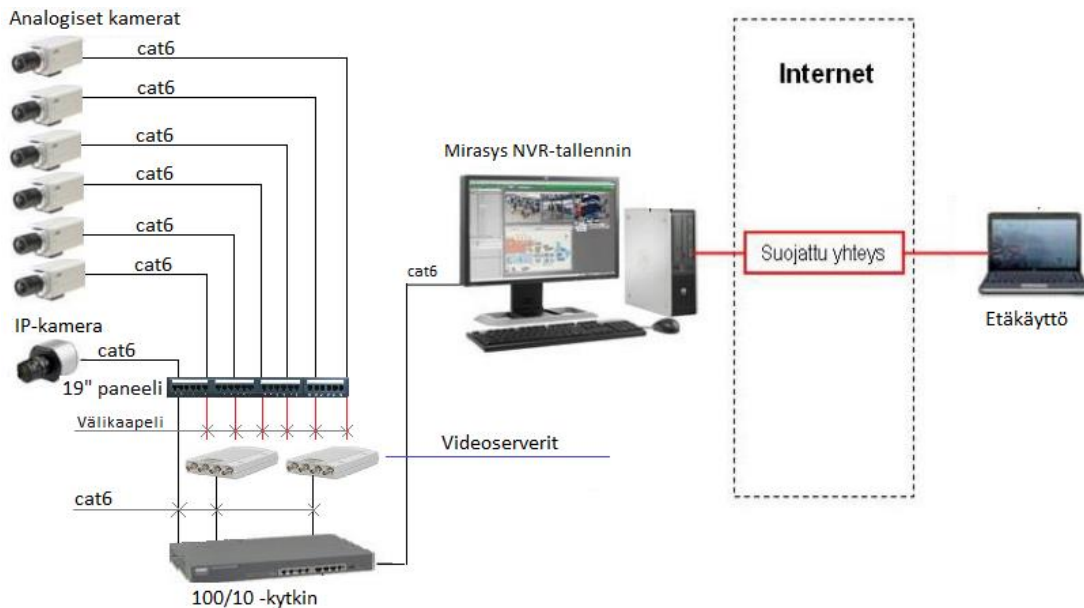 Analogiset kamerat
cat6
cat6
cat6
cat6
cat6
cat6
IP-kamera
cat6
19" paneeli
Välikaapeli
Videoserverit
cat6
100/10 -kytkin
cat6
Mirasys NVR-tallennin
Internet
Suojattu yhteys
Etäkäyttö